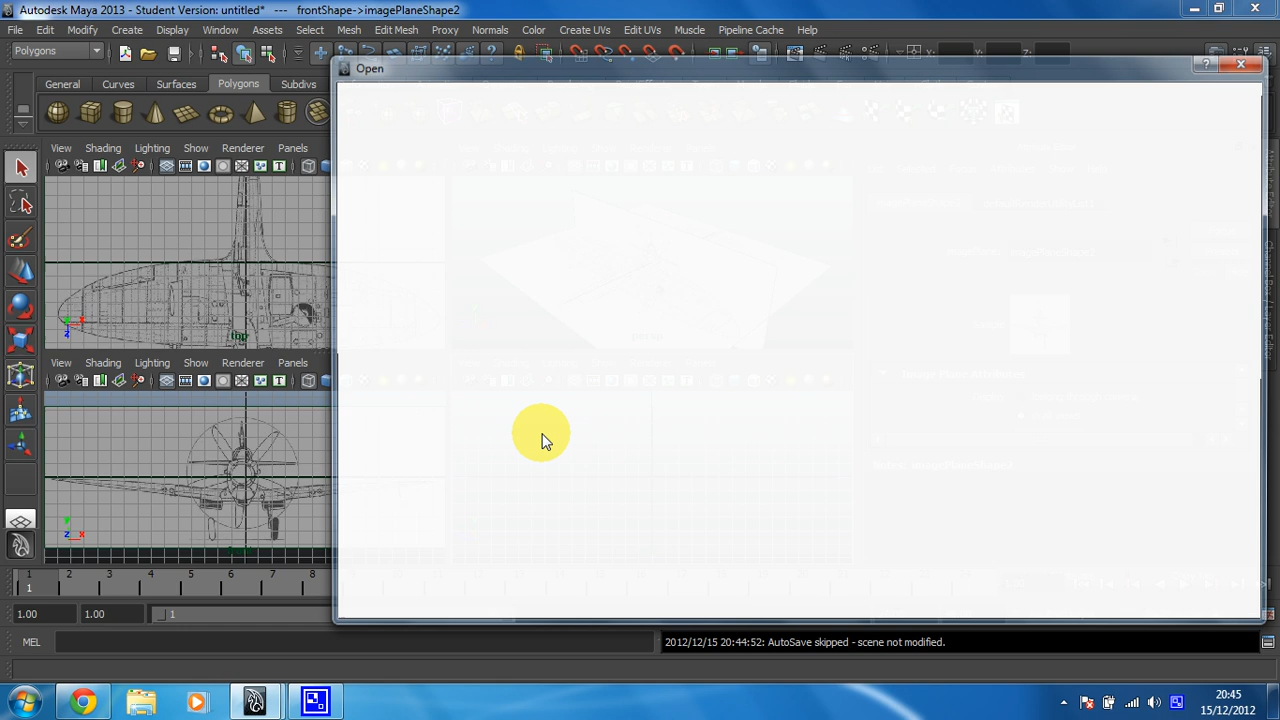 Autodesk Maya 2013 - Student Version: untitled*   ---   frontShape->imagePlaneShape2
File Edit Modify Create Display Window Assets Select Mesh Edit Mesh Proxy Normals Color Create UVs Edit UVs Muscle Pipeline Cache Help
Polygons
X: Y: Z:
Open
General Curves Surfaces Polygons Subdivs
View Shading Lighting Show Renderer Panels
top
persp
View Shading Lighting Show Renderer Panels
1 2 3 4 5 6 7 8
1
1.00 1.00 1
MEL
2012/12/15 20:44:52: AutoSave skipped - scene not modified.
20:45
15/12/2012